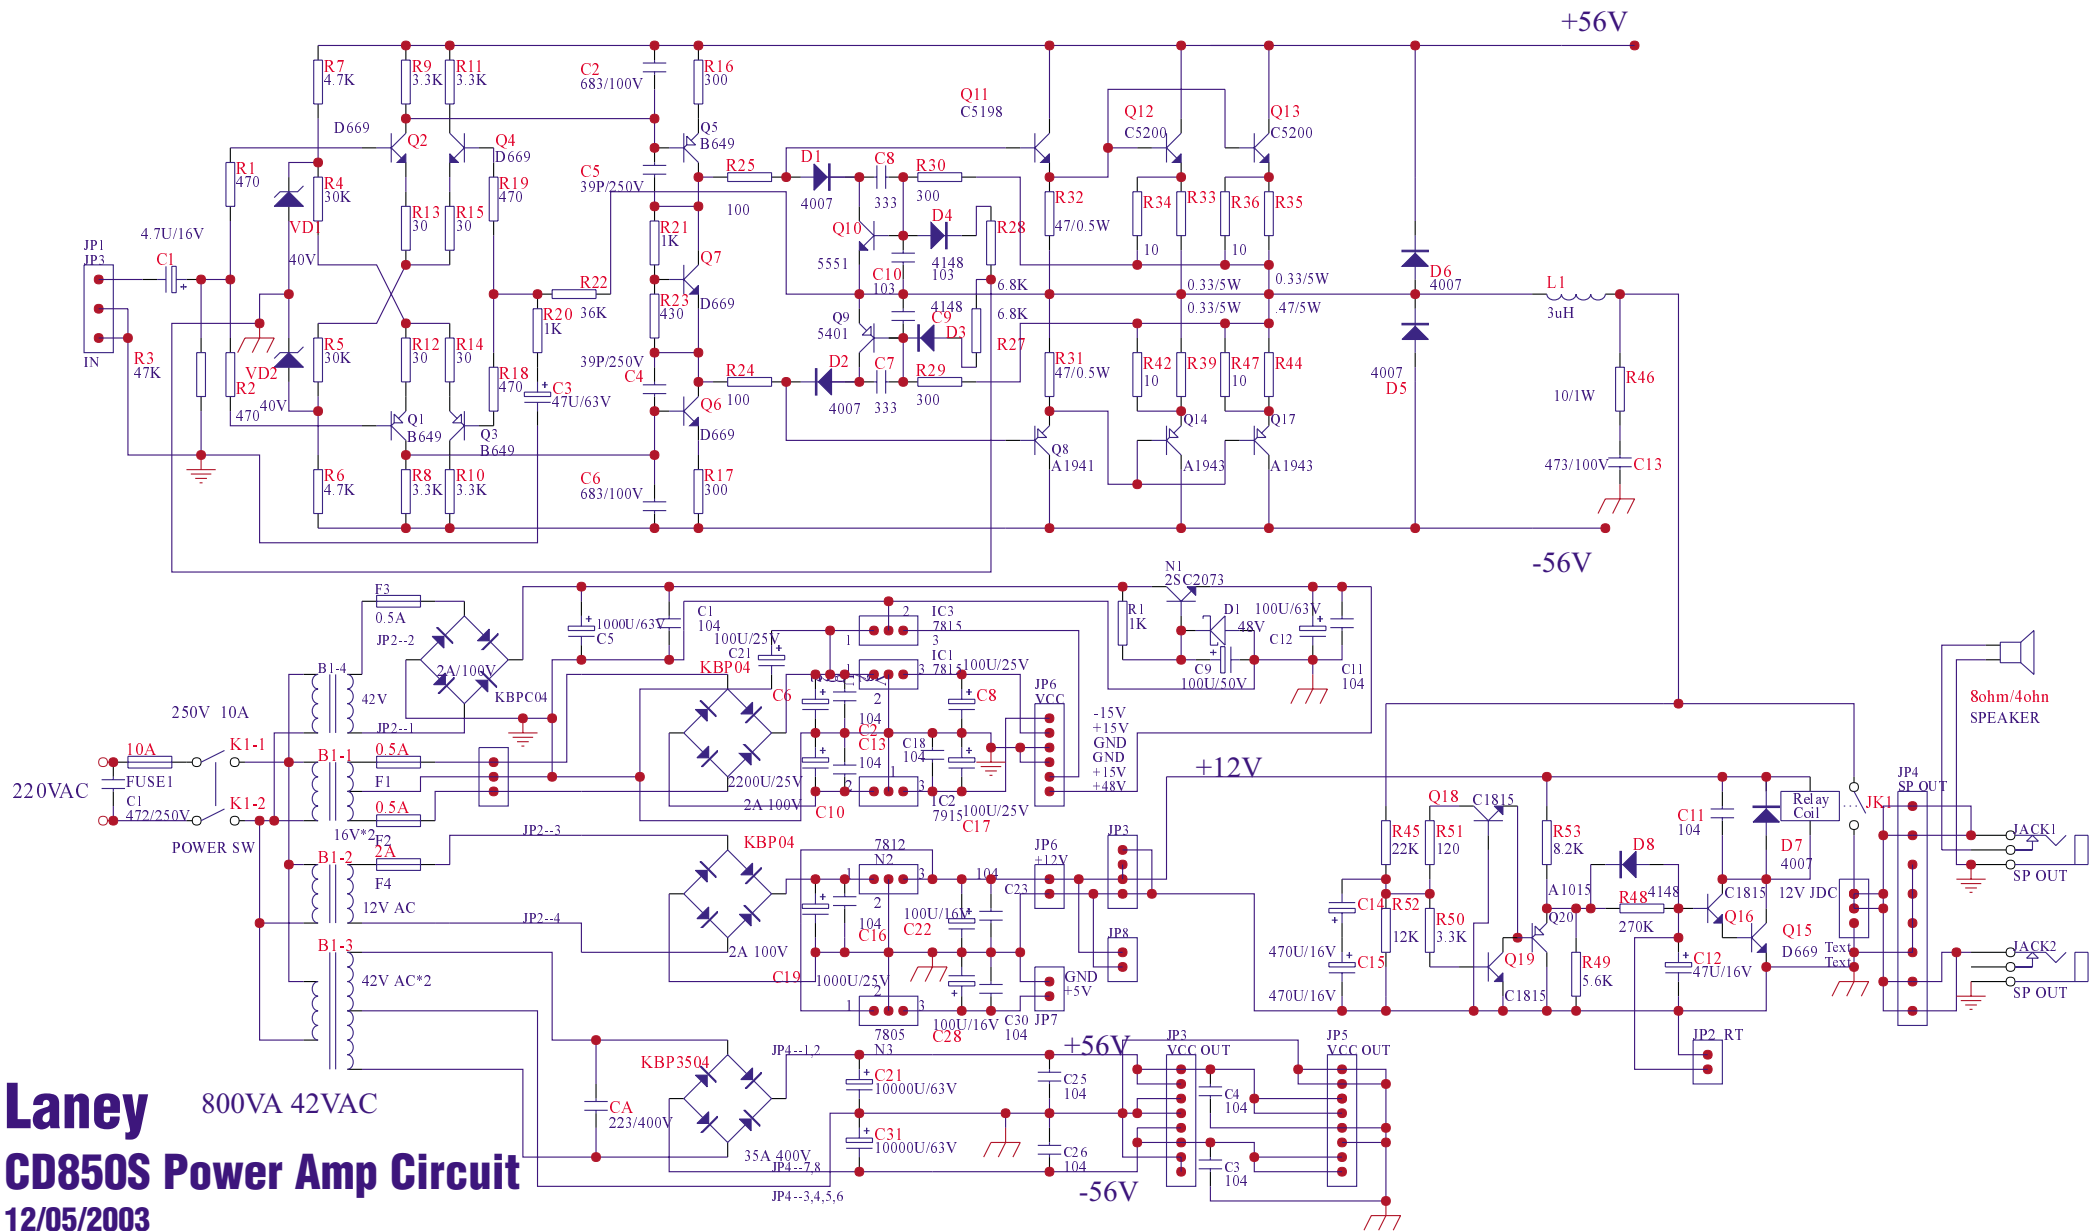 +56V
R7
4.7K
R9
3.3K
R11
3.3K
C2
683/100V
R16
300
Q11
C5198
Q12
C5200
Q13
C5200
D669
Q2
Q4
D669
Q5
B649
R1
470
R4
30K
R19
470
C5
39P/250V
R25
100
D1
4007
C8
333
R30
300
VD1
40V
R13
30
R15
30
R21
1K
Q10
5551
D4
4148
R28
6.8K
R32
47/0.5W
R34
10
R33
R36
10
R35
4.7U/16V
JP1
JP3
C1
IN
R3
47K
Q7
D669
C10
103
103
4148
C9
D3
0.33/5W
0.33/5W
0.33/5W
.47/5W
D6
4007
L1
3uH
R22
36K
R20
1K
R23
430
Q9
5401
6.8K
R27
VD2
40V
R2
470
R5
30K
R12
30
R14
30
R18
470
C3
47U/63V
39P/250V
C4
R24
100
D2
4007
C7
333
R29
300
R31
47/0.5W
R42
10
R39
R47
10
R44
4007
D5
R46
10/1W
Q1
B649
Q3
B649
Q6
D669
Q8
A1941
Q14
A1943
Q17
A1943
473/100V
C13
R6
4.7K
R8
3.3K
R10
3.3K
C6
683/100V
R17
300
-56V
F3
0.5A
JP2--2
B1-4
42V
JP2--1
2A/100V
KBPC04
1000U/63V
C5
C1
104
100U/25V
C21
KBP04
2
IC3
7815
1
3
1
IC1
7815
3
2
100U/25V
N1
2SC2073
R1
1K
D1
48V
100U/63V
C12
C9
100U/50V
C11
104
C6
104
C2
C13
104
C8
C18
104
JP6
VCC
-15V
+15V
GND
GND
+15V
+48V
250V 10A
10A
FUSE1
C1
472/250V
K1-1
K1-2
220VAC
POWER SW
B1-1
0.5A
F1
0.5A
16V*2
F2
2200U/25V
2A 100V
C10
1
2
3
IC2
7915
100U/25V
C17
+12V
8ohm/4ohn
SPEAKER
JP2--3
B1-2
2A
F4
12V AC
JP2--4
KBP04
2A 100V
7812
N2
1
3
2
104
C16
104
C23
100U/16V
C22
JP6
+12V
JP3
JP8
C19
1000U/25V
2
1
3
7805
N3
100U/16V
C28
C30
104
GND
+5V
JP7
Q18
C1815
R45
22K
R51
120
R53
8.2K
D8
4148
C11
104
Relay
Coil
JK1
D7
4007
JP4
SP OUT
JACK1
SP OUT
C14
470U/16V
R52
12K
R50
3.3K
A1015
Q20
R48
270K
C1815
Q16
12V JDC
Q15
D669
Text
Text
C15
470U/16V
Q19
C1815
R49
5.6K
C12
47U/16V
JACK2
SP OUT
JP2 RT
B1-3
42V AC*2
KBP3504
JP4--1,2
CA
223/400V
35A 400V
JP4--7,8
JP4--3,4,5,6
C21
10000U/63V
C31
10000U/63V
+56V
C25
104
C26
104
-56V
JP3
VCC OUT
C4
104
C3
104
JP5
VCC OUT
800VA 42VAC
Laney
CD850S Power Amp Circuit
12/05/2003